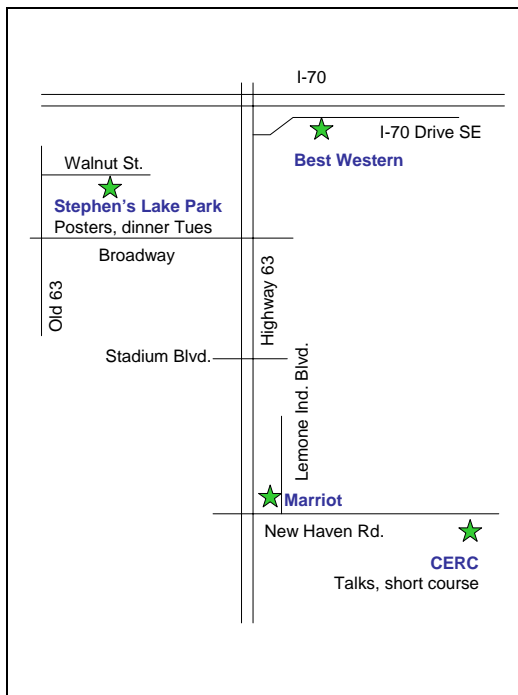 I-70
I-70 Drive SE
Best Western
Walnut St.
Stephen's Lake Park
Posters, dinner Tues
Broadway
Old 63
Highway 63
Stadium Blvd.
Lemone Ind. Blvd.
Marriot
New Haven Rd.
CERC
Talks, short course